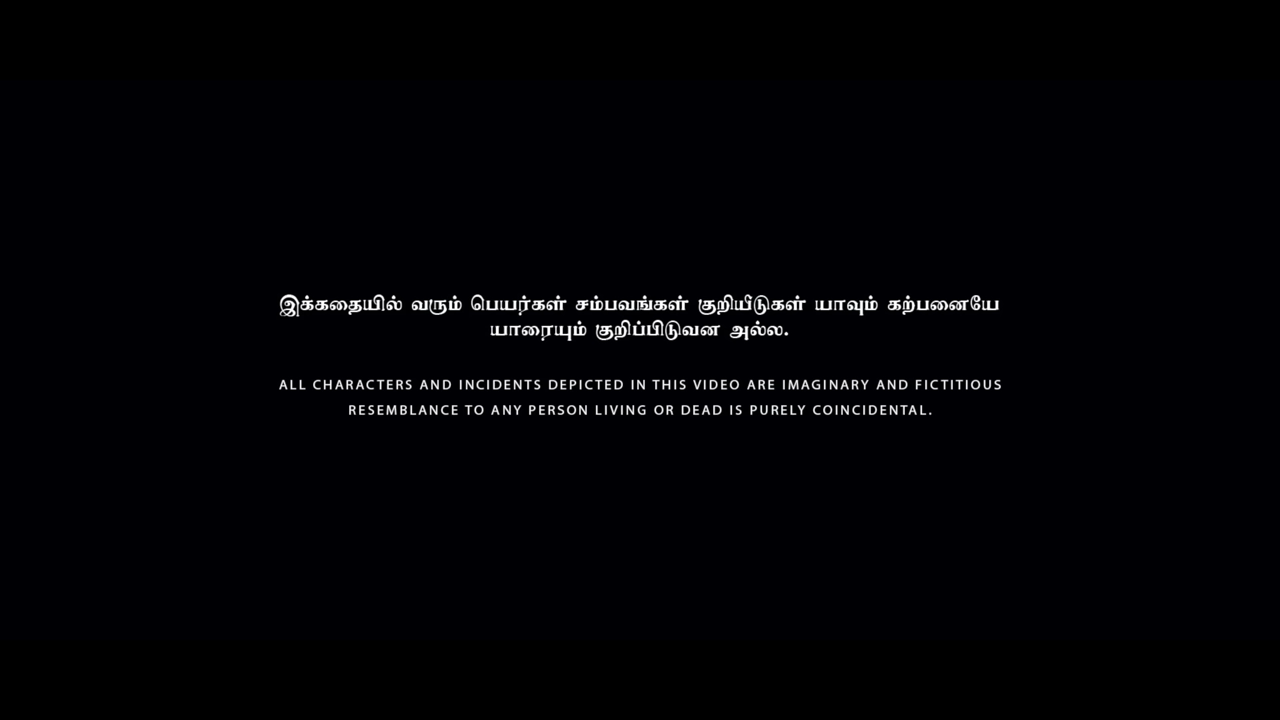 இக்கதையில் வரும் பெயர்கள் சம்பவங்கள் குறியீடுகள் யாவும் கற்பனையே
யாரையும் குறிப்பிடுவன அல்ல.
ALL CHARACTERS AND INCIDENTS DEPICTED IN THIS VIDEO ARE IMAGINARY AND FICTITIOUS
RESEMBLANCE TO ANY PERSON LIVING OR DEAD IS PURELY COINCIDENTAL.